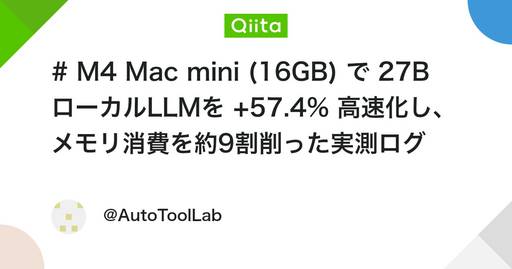 Qiita
# M4 Mac mini (16GB) で 27B
ローカルLLMを +57.4% 高速化し、
メモリ消費を約9割削った実測ログ
@AutoToolLab